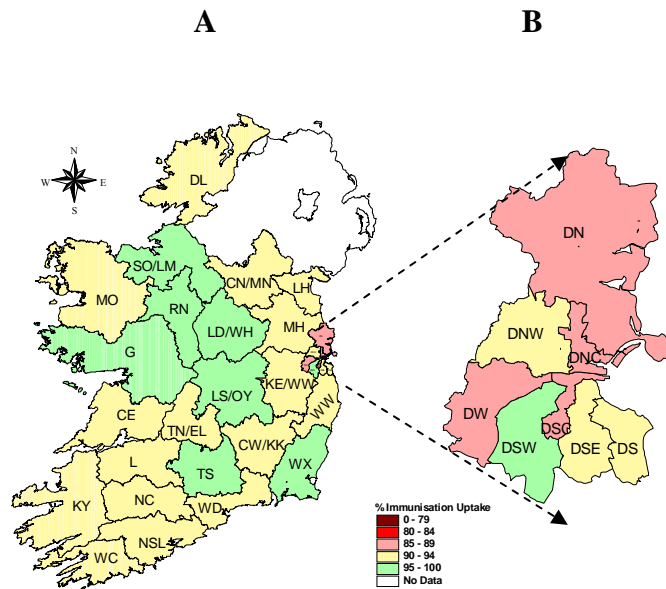 A
B
N
W E
S
DL
SO/LM
CN/MN
LH
MO
RN
LD/WH
MH
G
LS/OY
KE/WW
WW
CE
TN/EL
CW/KK
L
TS
WX
KY
NC
WD
NSL
WC
DN
DNW
DNC
DW
DSC
DSW
DSE
DS
% Immunisation Uptake
0 - 79
80 - 84
85 - 89
90 - 94
95 - 100
No Data